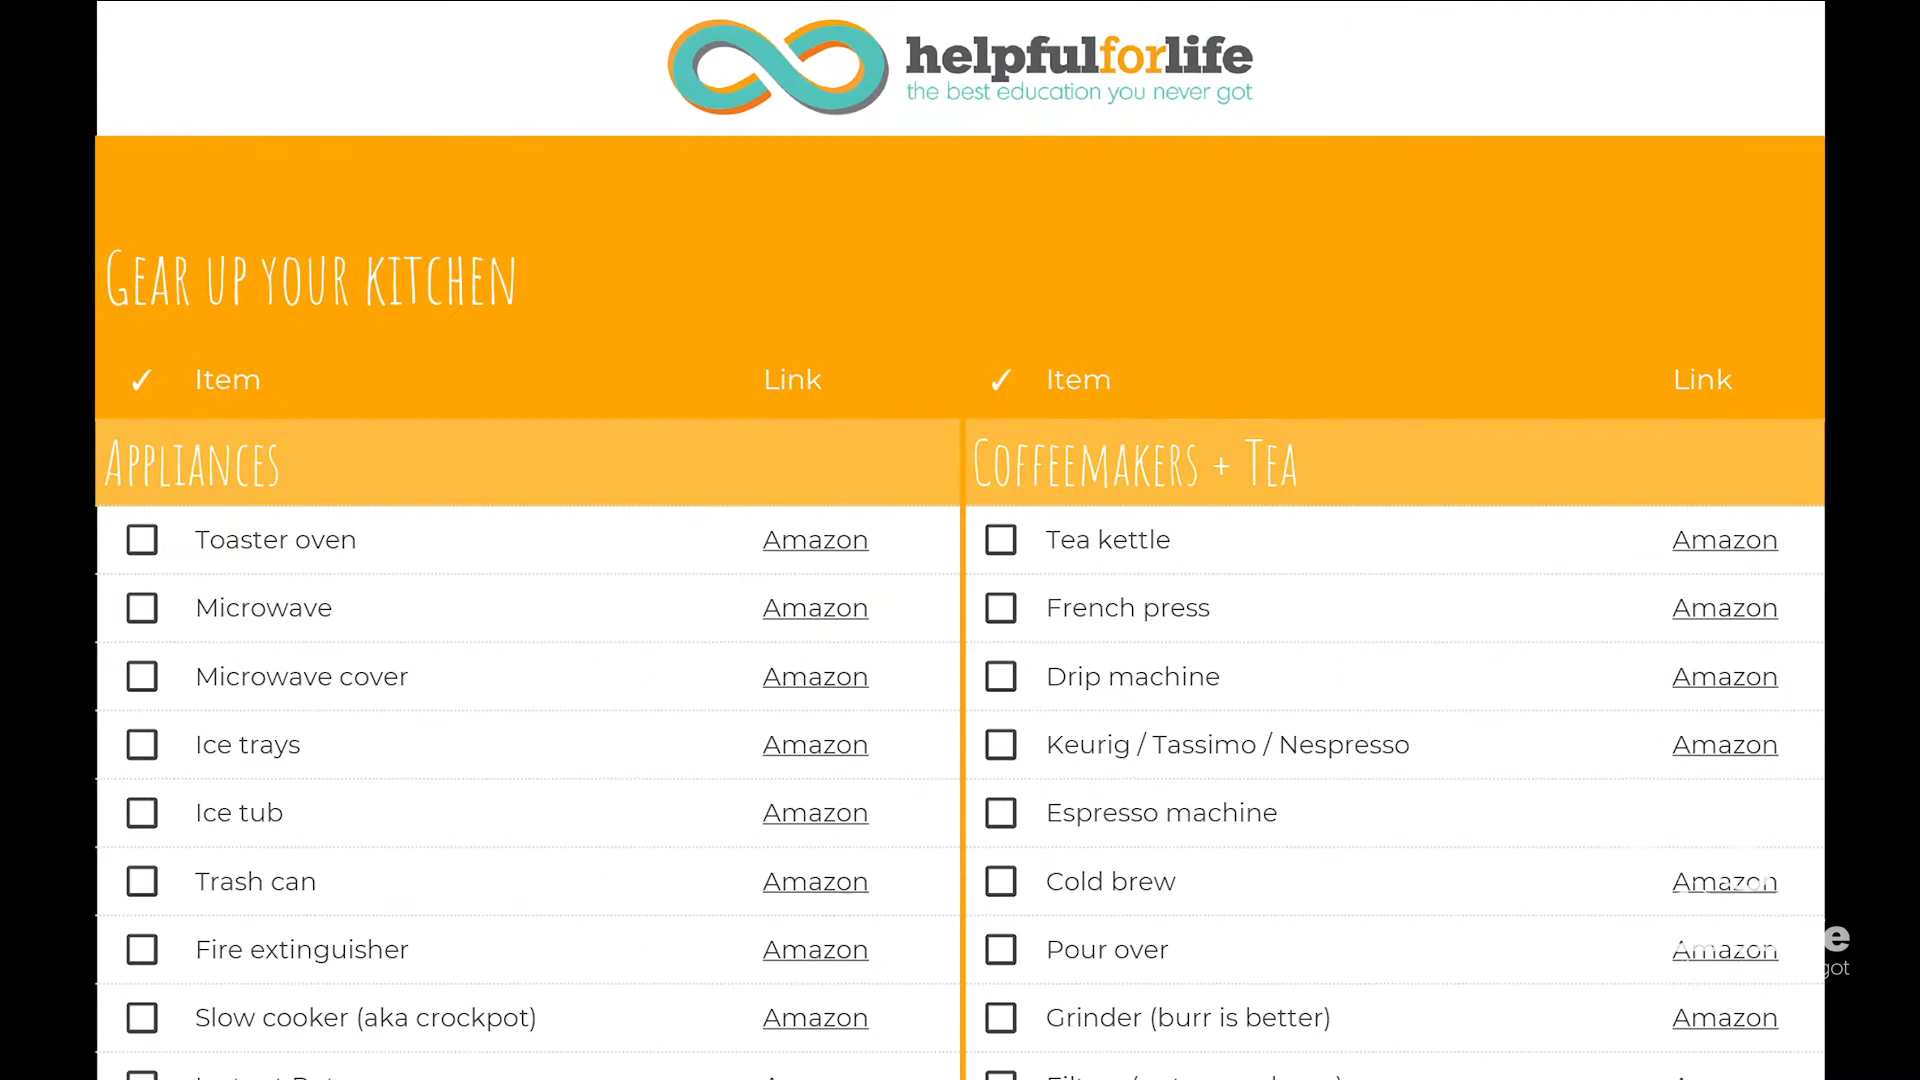 helpfulforlife
the best education you never got
GEAR UP YOUR KITCHEN
✓ Item Link ✓ Item Link
APPLIANCES
COFFEEMAKERS + TEA
Toaster oven Amazon
Tea kettle Amazon
Microwave Amazon
French press Amazon
Microwave cover Amazon
Drip machine Amazon
Ice trays Amazon
Keurig / Tassimo / Nespresso Amazon
Ice tub Amazon
Espresso machine
Trash can Amazon
Cold brew Amazon
Fire extinguisher Amazon
Pour over Amazon
Slow cooker (aka crockpot) Amazon
Grinder (burr is better) Amazon
e
got